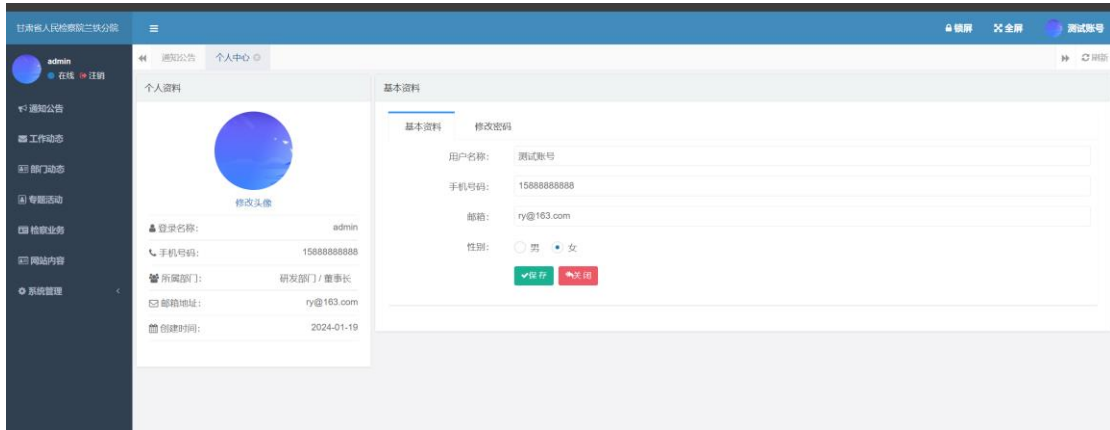 甘肃省人民检察院兰铁分院
锁屏 全屏 测试账号
admin
在线 注销
通知公告 个人中心
刷新
通知公告
工作动态
部门动态
专题活动
检察业务
网站内容
系统管理
个人资料
修改头像
登录名称: admin
手机号码: 15888888888
所属部门: 研发部门 / 董事长
邮箱地址: ry@163.com
创建时间: 2024-01-19
基本资料
基本资料 修改密码
用户名称: 测试账号
手机号码: 15888888888
邮箱: ry@163.com
性别: 男 女
保存 关闭